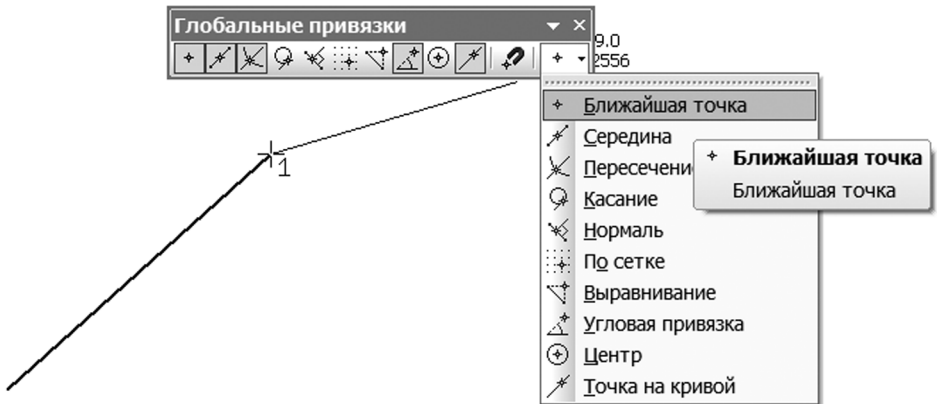 Глобальные привязки
9.0
2556
1
Ближайшая точка
Середина
Пересечени
Касание
Нормаль
По сетке
Выравнивание
Угловая привязка
Центр
Точка на кривой
Ближайшая точка
Ближайшая точка